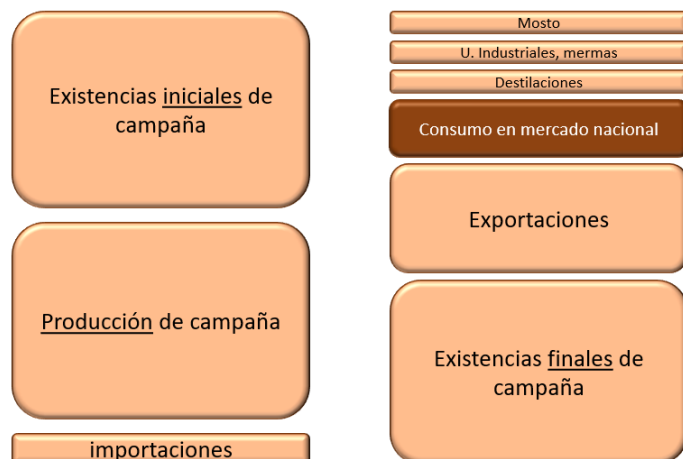 Existencias iniciales de
campaña
Producción de campaña
importaciones
Mosto
U. Industriales, mermas
Destilaciones
Consumo en mercado nacional
Exportaciones
Existencias finales de
campaña